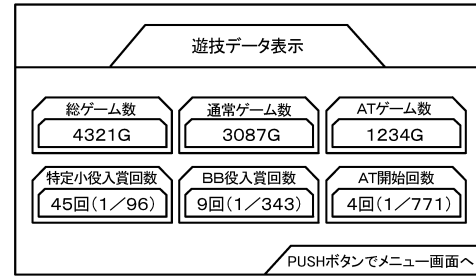 遊技データ表示
総ゲーム数
4321G
通常ゲーム数
3087G
ATゲーム数
1234G
特定小役入賞回数
45回(1/96)
BB役入賞回数
9回(1/343)
AT開始回数
4回(1/771)
PUSHボタンでメニュー画面へ